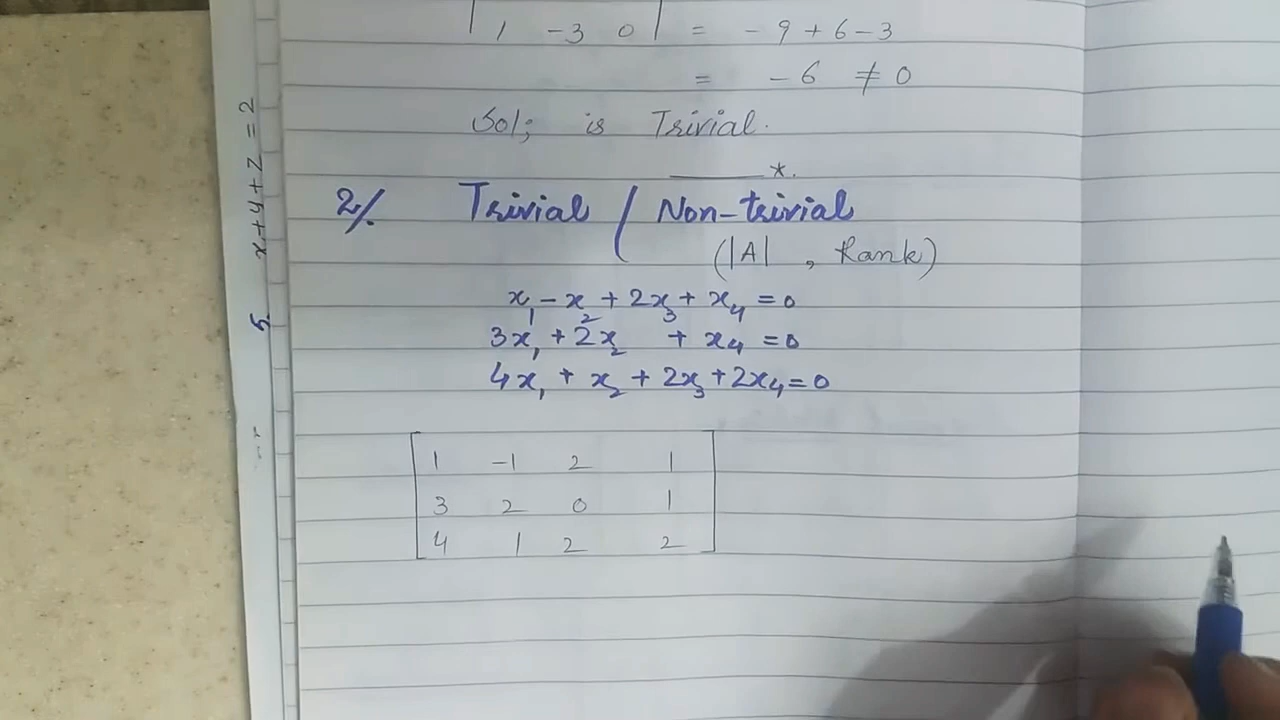 | 1 -3 0 | = -9 + 6 - 3
= -6 ≠ 0
Sol; is Trivial.
*.
2/. Trivial / Non-trivial
(|A| , Rank)
x₁ - x₂ + 2x₃ + x₄ = 0
3x₁ + 2x₂ + x₄ = 0
4x₁ + x₂ + 2x₃ + 2x₄ = 0
1 -1 2 1
3 2 0 1
4 1 2 2
5 x+y+z=2